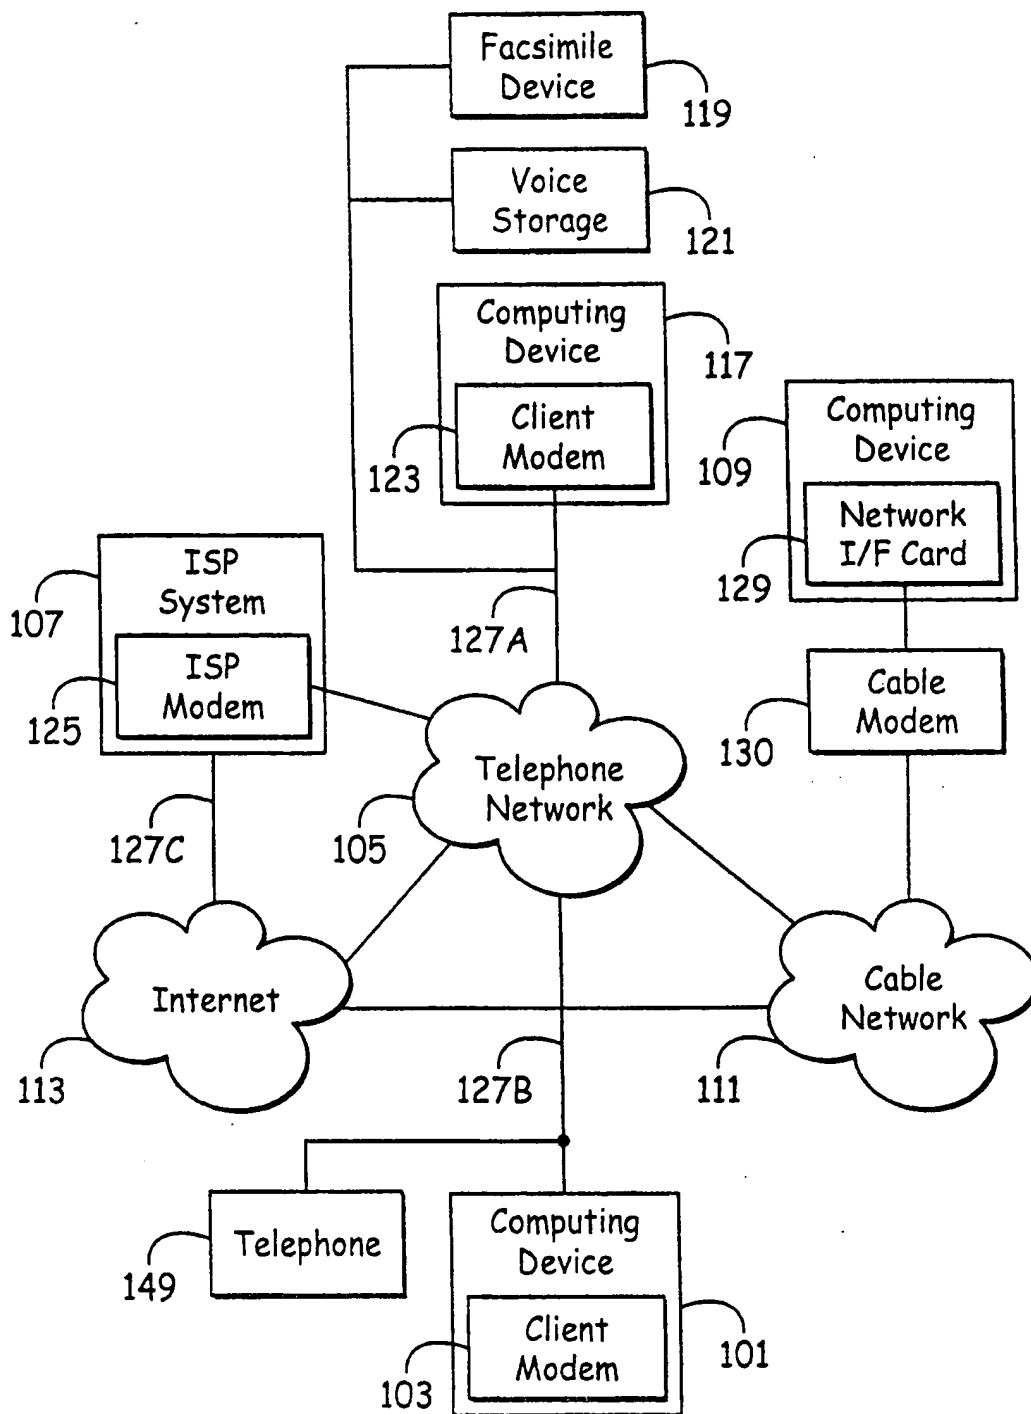 Facsimile
Device
119
Voice
Storage
121
Computing
Device
117
Client
Modem
123
Computing
Device
109
Network
I/F Card
129
ISP
System
107
ISP
Modem
125
127A
Cable
Modem
130
Telephone
Network
105
127C
Internet
113
Cable
Network
111
127B
Telephone
149
Computing
Device
101
Client
Modem
103